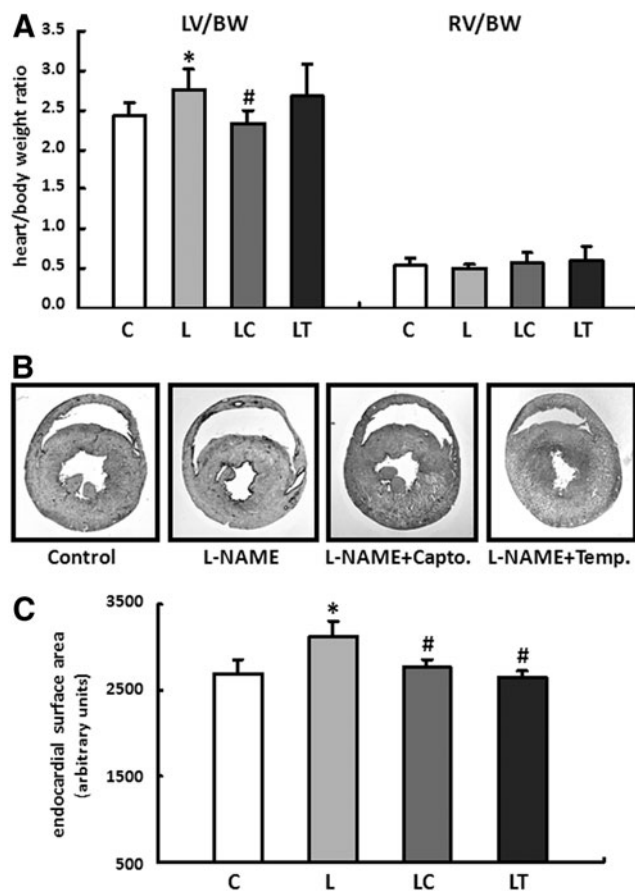 A
LV/BW
RV/BW
heart/body weight ratio
3.5
3.0
2.5
2.0
1.5
1.0
0.5
0.0
*
#
C L LC LT C L LC LT
B
Control L-NAME L-NAME+Capto. L-NAME+Temp.
C
endocardial surface area
(arbitrary units)
3500
2500
1500
500
*
#
#
C L LC LT